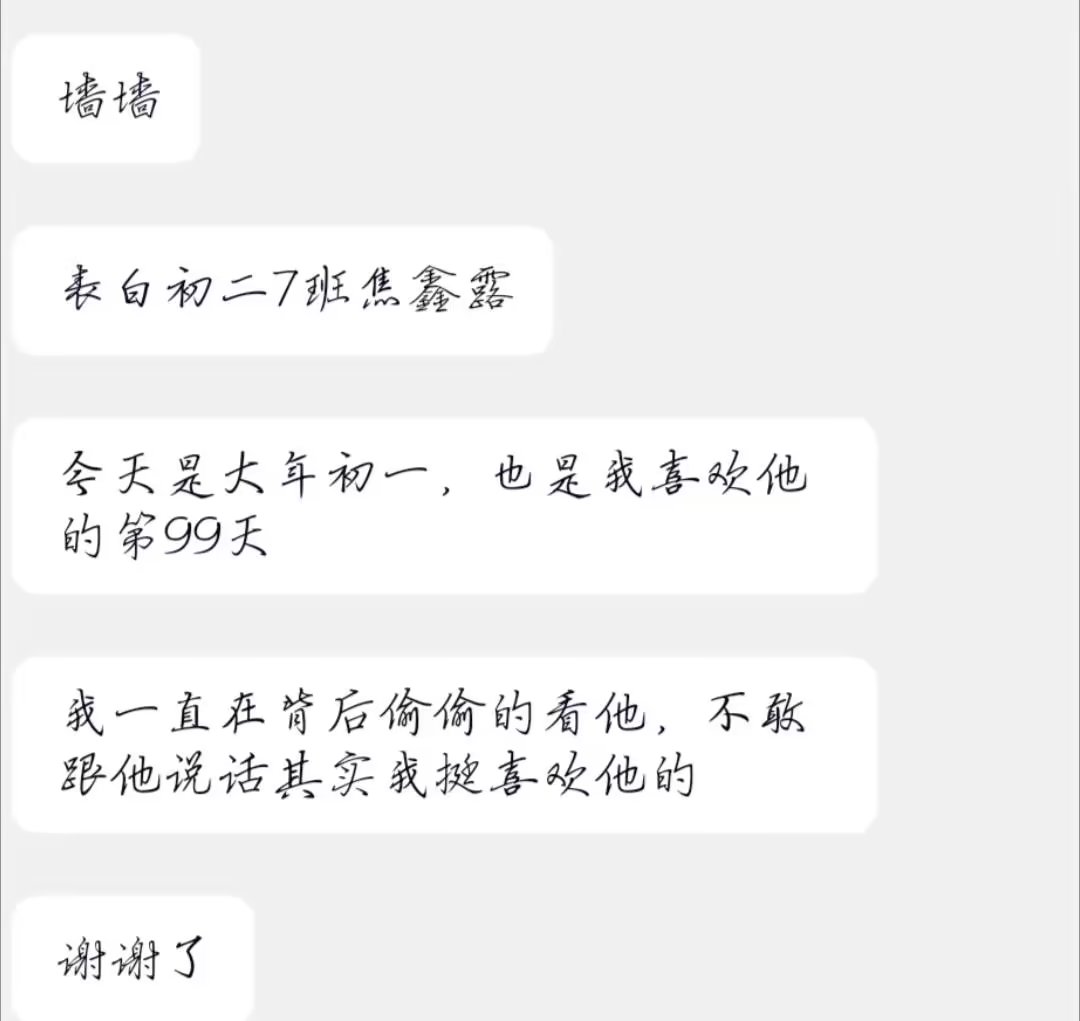 墙墙
表白初二7班焦鑫露
今天是大年初一，也是我喜欢他
的第99天
我一直在背后偷偷的看他，不敢
跟他说话其实我挺喜欢他的
谢谢了